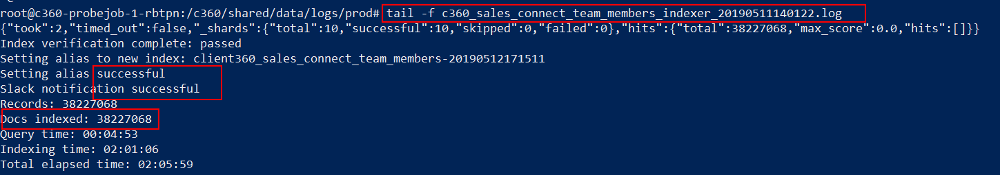 root@c360-probejob-1-rbtpn:/c360/shared/data/logs/prod# tail -f c360_sales_connect_team_members_indexer_20190511140122.log
{"took":2,"timed_out":false,"_shards":{"total":10,"successful":10,"skipped":0,"failed":0},"hits":{"total":38227068,"max_score":0.0,"hits":[]}}
Index verification complete: passed
Setting alias to new index: client360_sales_connect_team_members-20190512171511
Setting alias successful
Slack notification successful
Records: 38227068
Docs indexed: 38227068
Query time: 00:04:53
Indexing time: 02:01:06
Total elapsed time: 02:05:59